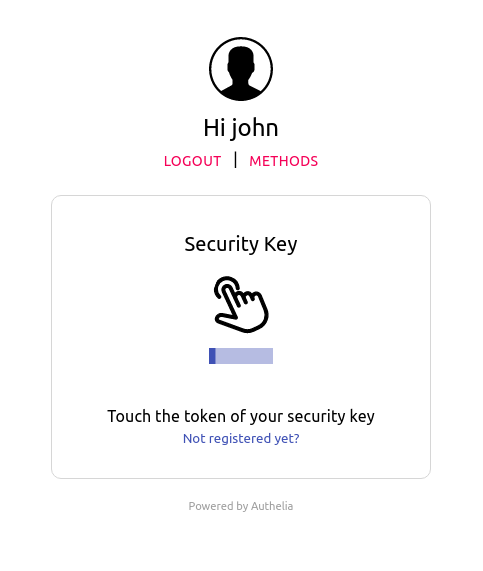 Hi john
LOGOUT | METHODS
Security Key
Touch the token of your security key
Not registered yet?
Powered by Authelia